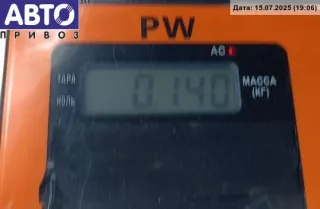 АВТО
ПРИВОЗ
Дата: 15.07.2025 (19:06)
PW
AG
ТАРА
НОЛЬ
0.140
МАССА
(КГ)